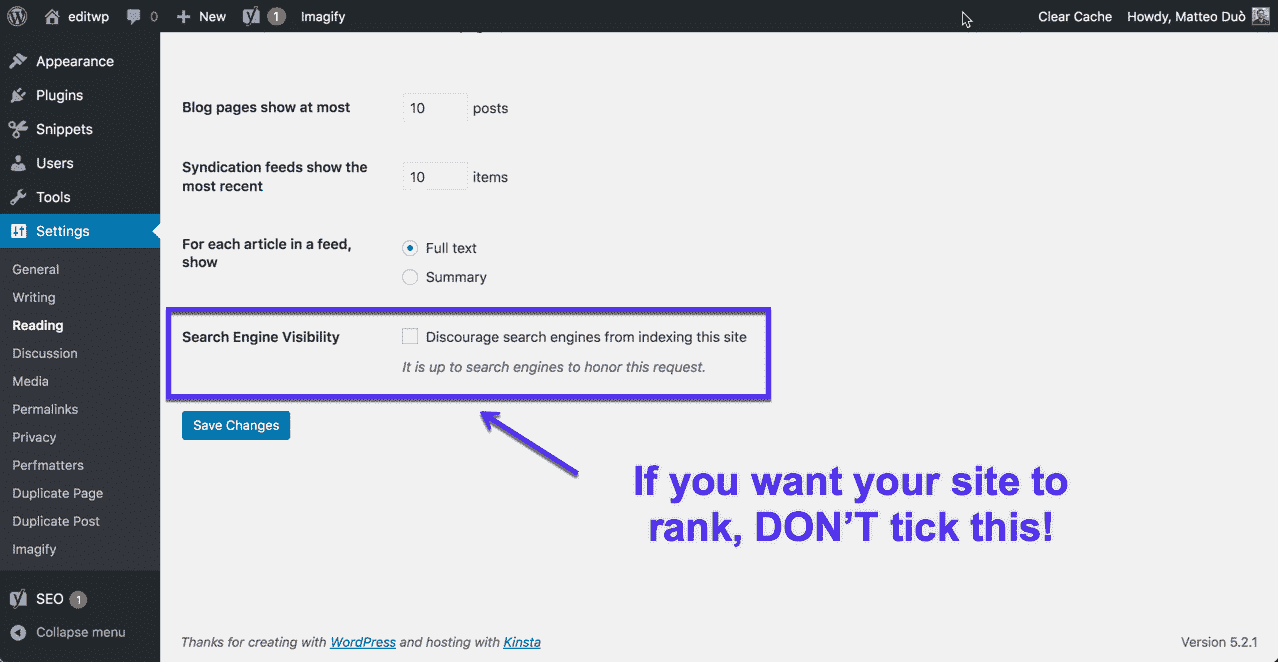 editwp 0 New 1 Imagify Clear Cache Howdy, Matteo Duò
Appearance
Plugins
Snippets
Users
Tools
Settings
General
Writing
Reading
Discussion
Media
Permalinks
Privacy
Perfmatters
Duplicate Page
Duplicate Post
Imagify
SEO 1
Collapse menu
Blog pages show at most 10 posts
Syndication feeds show the
most recent
10 items
For each article in a feed,
show
Full text
Summary
Search Engine Visibility Discourage search engines from indexing this site
It is up to search engines to honor this request.
Save Changes
If you want your site to
rank, DON’T tick this!
Thanks for creating with WordPress and hosting with Kinsta Version 5.2.1